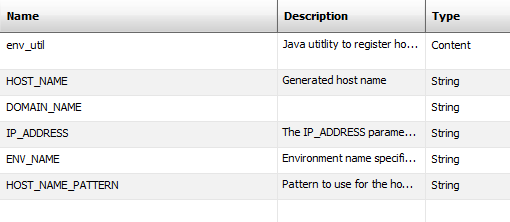 Name Description Type
env_util Java utitlity to register ho... Content
HOST_NAME Generated host name String
DOMAIN_NAME String
IP_ADDRESS The IP_ADDRESS parame... String
ENV_NAME Environment name specifi... String
HOST_NAME_PATTERN Pattern to use for the ho... String